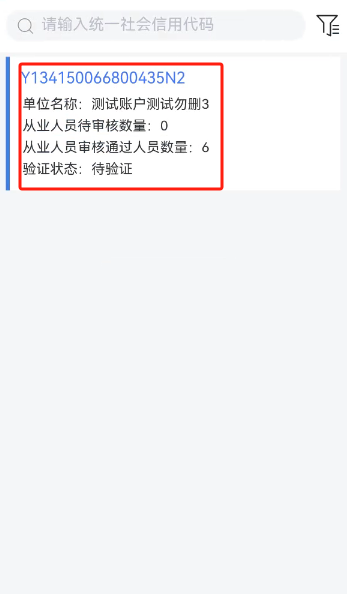 请输入统一社会信用代码
Y134150066800435N2
单位名称：测试账户测试勿删3
从业人员待审核数量：0
从业人员审核通过人员数量：6
验证状态：待验证